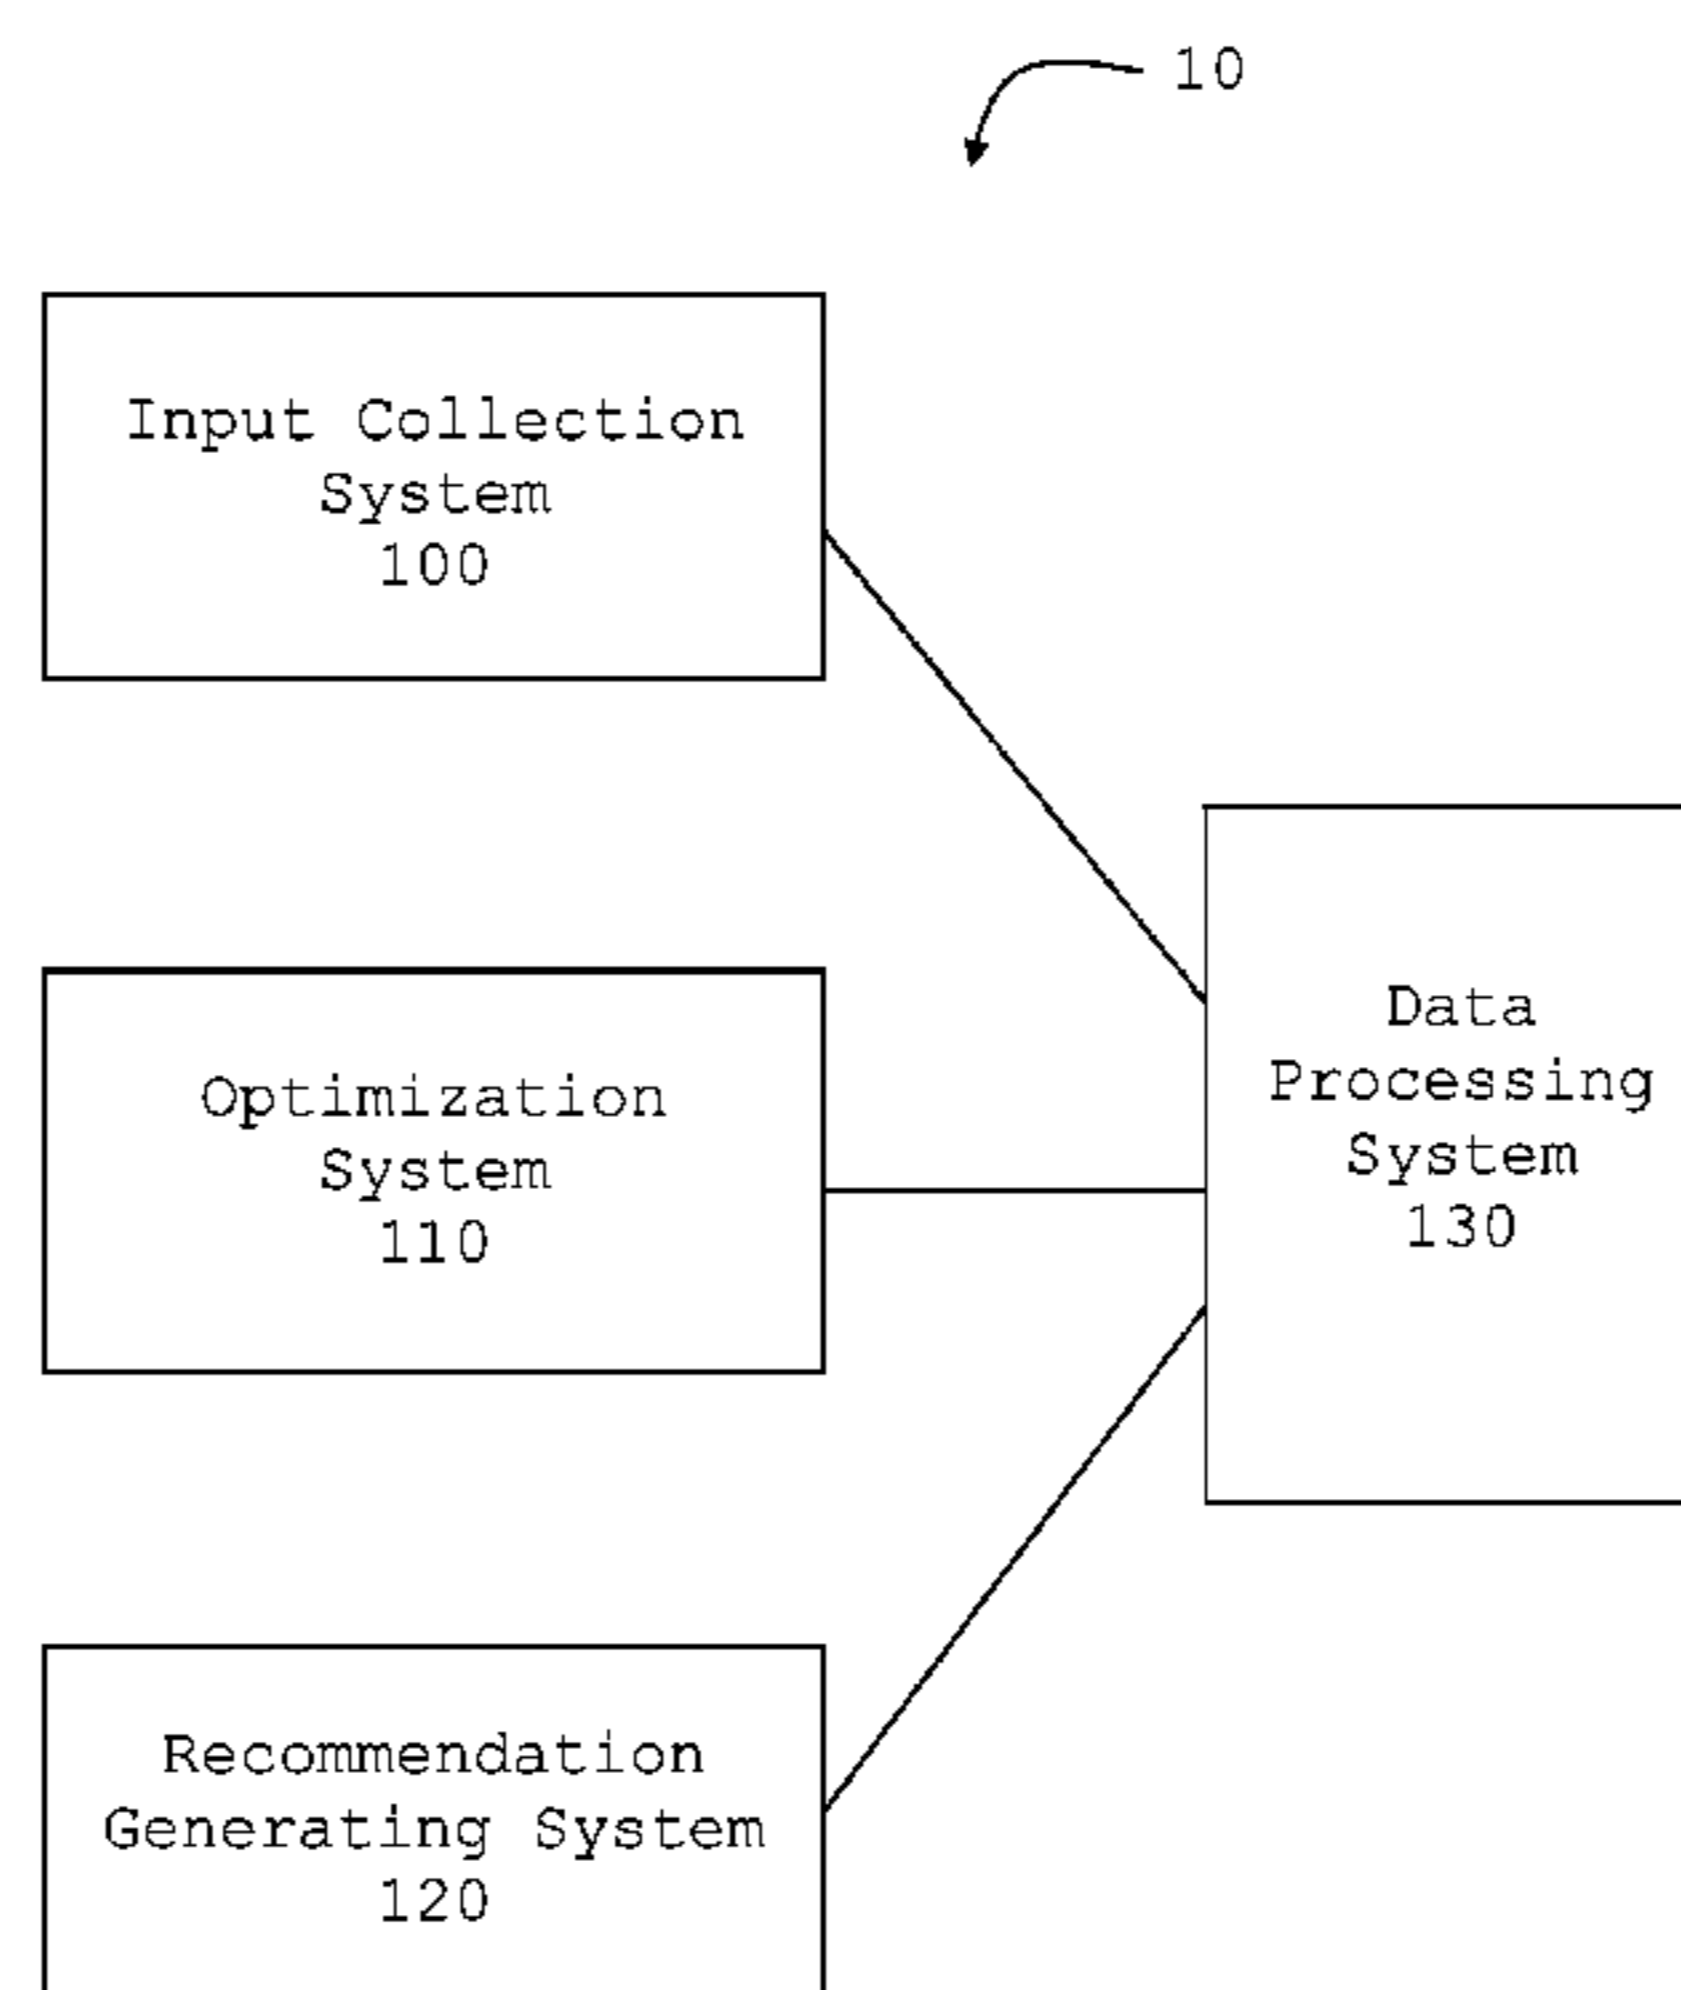 10
Input Collection
System
100
Optimization
System
110
Data
Processing
System
130
Recommendation
Generating System
120